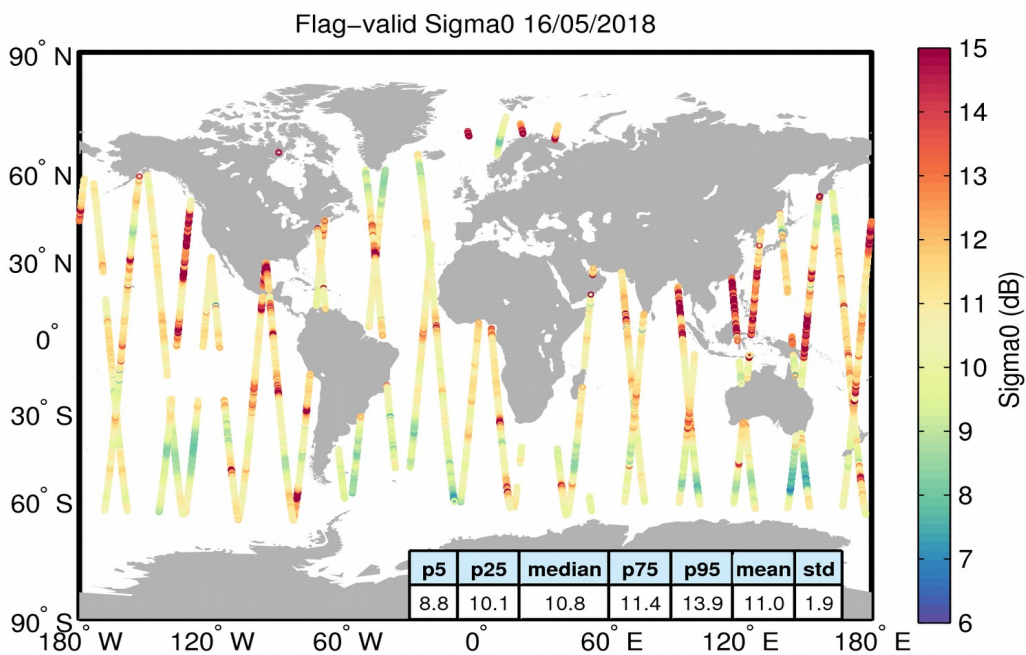 Flag−valid Sigma0 16/05/2018
90° N
60° N
30° N
0°
30° S
60° S
90° S
180° W
120° W
60° W
0°
60° E
120° E
180° E
p5 p25 median p75 p95 mean std
8.8 10.1 10.8 11.4 13.9 11.0 1.9
15
14
13
12
11
10
9
8
7
6
Sigma0 (dB)